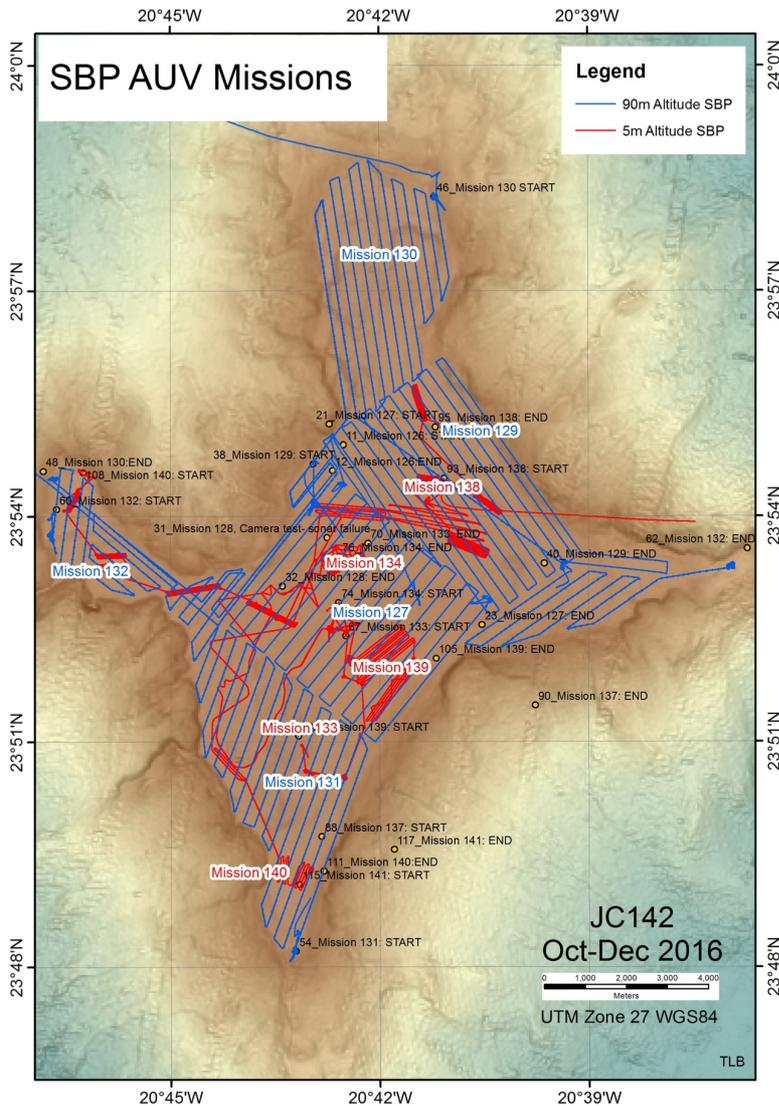 20°45'W 20°42'W 20°39'W
SBP AUV Missions
Legend
90m Altitude SBP
5m Altitude SBP
24°0'N 24°0'N
46_Mission 130 START
Mission 130
23°57'N 23°57'N
21_Mission 127: START
95_Mission 138: END
Mission 129
11_Mission 126: START
38_Mission 129: START
12_Mission 126:END
48_Mission 130:END
108_Mission 140: START
93_Mission 138: START
Mission 138
60_Mission 132: START
23°54'N 23°54'N
31_Mission 128, Camera test- sonar failure
70_Mission 133: END
62_Mission 132: END
76_Mission 134: END
Mission 134
40_Mission 129: END
Mission 132
32_Mission 128: END
74_Mission 134: START
Mission 127
23_Mission 127: END
67_Mission 133: START
105_Mission 139: END
Mission 139
90_Mission 137: END
Mission 133
Mission 139: START
23°51'N 23°51'N
Mission 131
88_Mission 137: START
117_Mission 141: END
111_Mission 140:END
Mission 140
115_Mission 141: START
JC142
Oct-Dec 2016
54_Mission 131: START
23°48'N 23°48'N
0 1,000 2,000 3,000 4,000
Meters
UTM Zone 27 WGS84
TLB
20°45'W 20°42'W 20°39'W